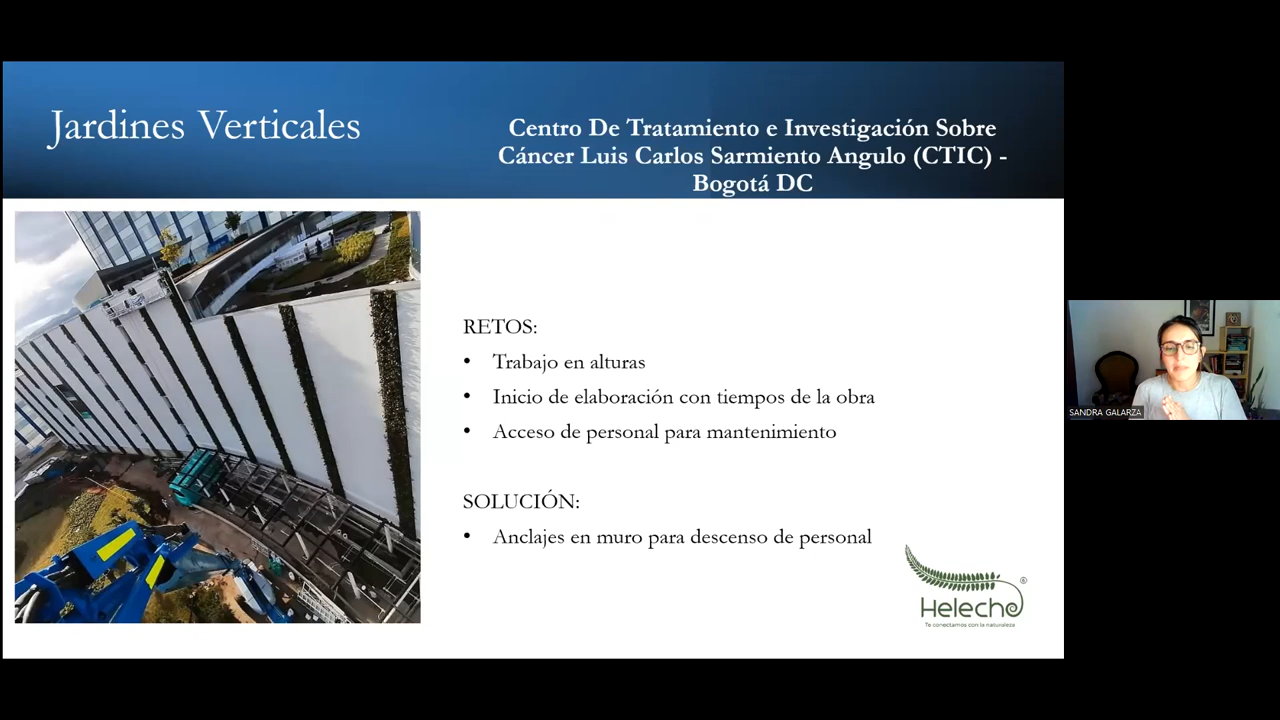 Jardines Verticales
Centro De Tratamiento e Investigación Sobre
Cáncer Luis Carlos Sarmiento Angulo (CTIC) -
Bogotá DC
RETOS:
• Trabajo en alturas
• Inicio de elaboración con tiempos de la obra
• Acceso de personal para mantenimiento
SOLUCIÓN:
• Anclajes en muro para descenso de personal
Helecho ®
Te conectamos con la naturaleza
SANDRA GALARZA